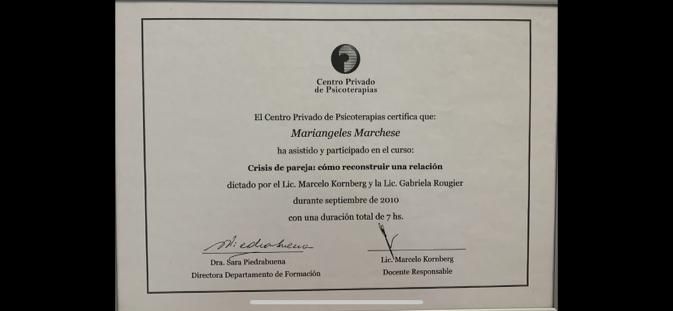 Centro Privado
de Psicoterapias
El Centro Privado de Psicoterapias certifica que:
Mariangeles Marchese
ha asistido y participado en el curso:
Crisis de pareja: cómo reconstruir una relación
dictado por el Lic. Marcelo Kornberg y la Lic. Gabriela Rougier
durante septiembre de 2010
con una duración total de 7 hs.
Piedrabuena
Dra. Sara Piedrabuena
Directora Departamento de Formación
Lic. Marcelo Kornberg
Docente Responsable